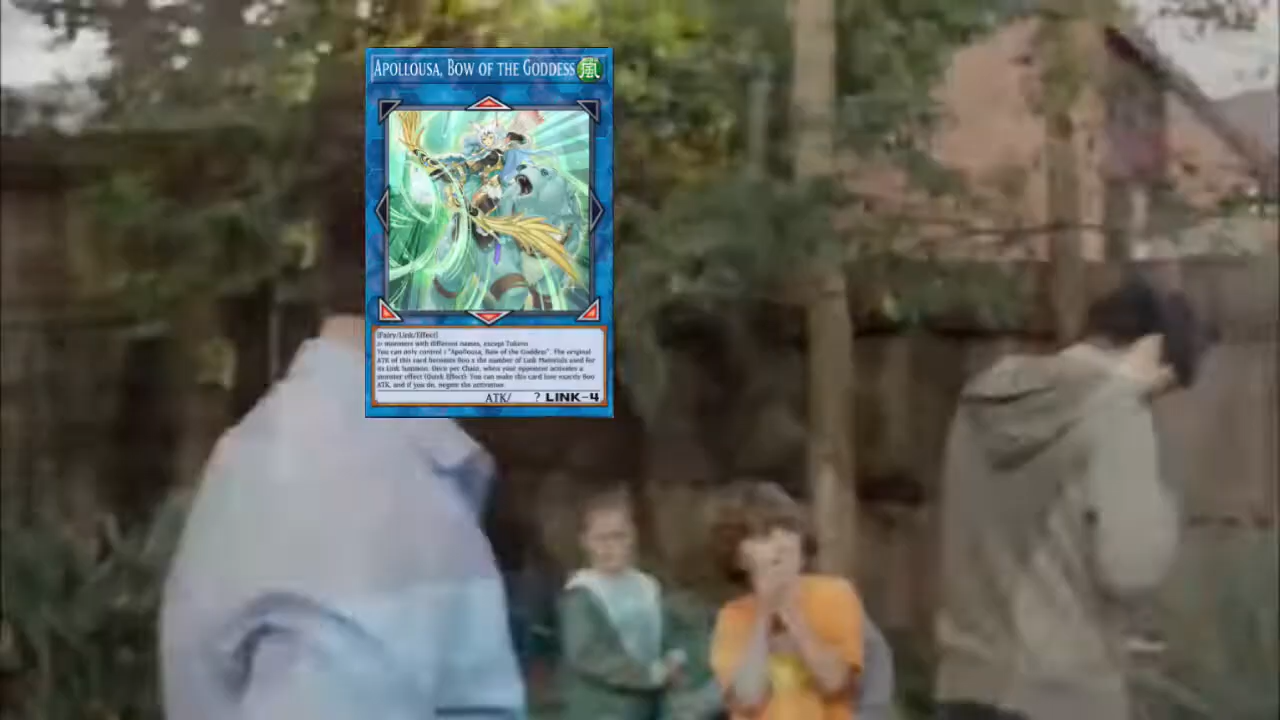 APOLLOUSA, BOW OF THE GODDESS 風
[Fairy/Link/Effect]
2+ monsters with different names, except Tokens
You can only control 1 "Apollousa, Bow of the Goddess". The original
ATK of this card becomes 800 x the number of Link Materials used for
its Link Summon. Once per Chain, when your opponent activates a
monster effect (Quick Effect): You can make this card lose exactly 800
ATK, and if you do, negate the activation.
ATK/ ? LINK-4